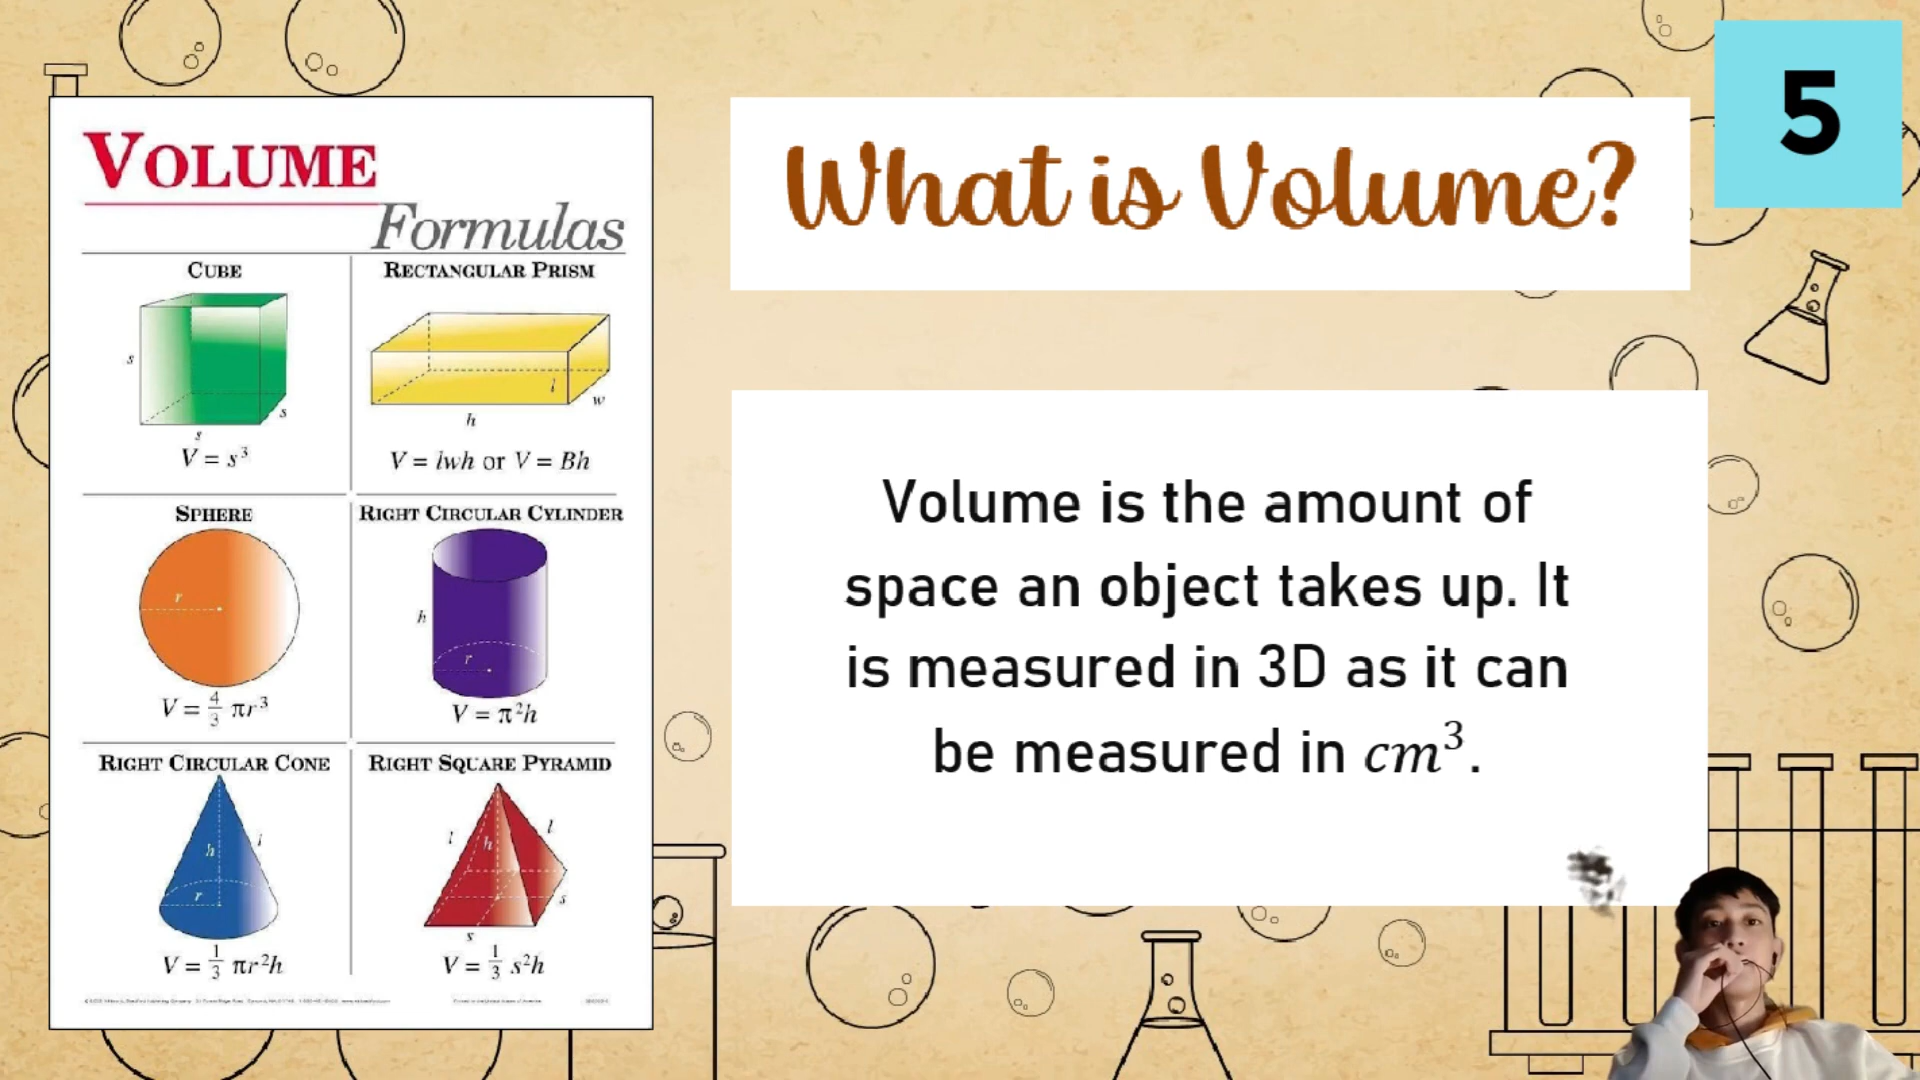 VOLUME
Formulas
CUBE
s
s
s
V = s³
RECTANGULAR PRISM
l
w
h
V = lwh or V = Bh
SPHERE
r
V = 4/3 πr³
RIGHT CIRCULAR CYLINDER
h
r
V = π²h
RIGHT CIRCULAR CONE
h
l
r
V = 1/3 πr²h
RIGHT SQUARE PYRAMID
l
h
l
s
s
V = 1/3 s²h
What is Volume?
5
Volume is the amount of
space an object takes up. It
is measured in 3D as it can
be measured in cm³.